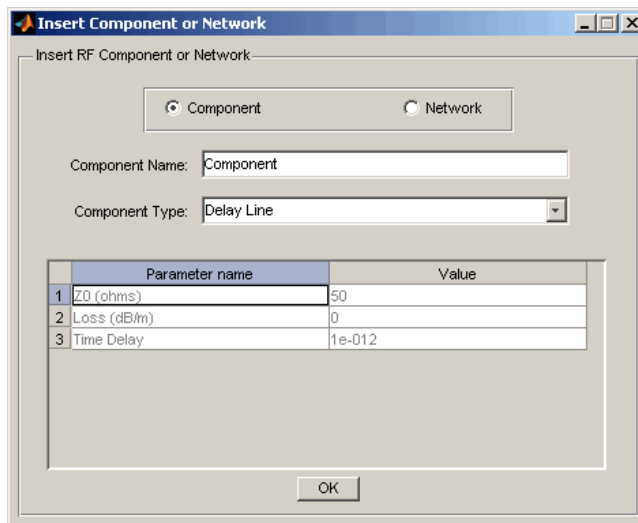 Insert Component or Network
Insert RF Component or Network
Component Network
Component Name: Component
Component Type: Delay Line
Parameter name Value
1 Z0 (ohms) 50
2 Loss (dB/m) 0
3 Time Delay 1e-012
OK